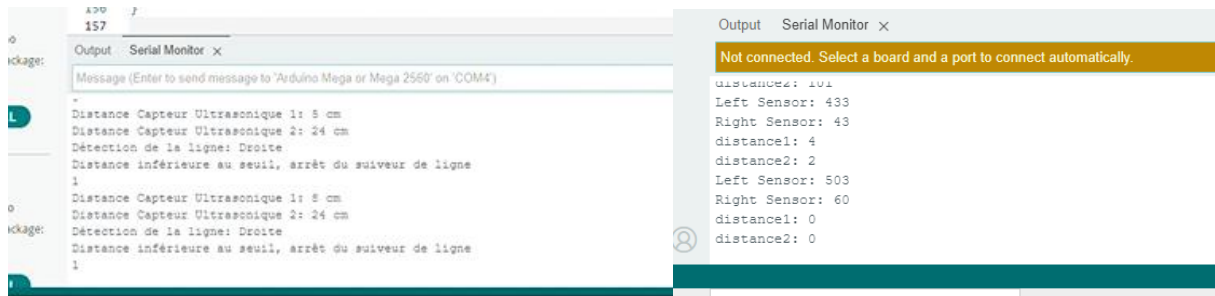 157
Output Serial Monitor
Message (Enter to send message to 'Arduino Mega or Mega 2560' on 'COM4')
Distance Capteur Ultrasonique 1: 5 cm
Distance Capteur Ultrasonique 2: 24 cm
Détection de la ligne: Droite
Distance inférieure au seuil, arrêt du suiveur de ligne
1
Distance Capteur Ultrasonique 1: 5 cm
Distance Capteur Ultrasonique 2: 24 cm
Détection de la ligne: Droite
Distance inférieure au seuil, arrêt du suiveur de ligne
1
Output Serial Monitor
Not connected. Select a board and a port to connect automatically.
distance2: 101
Left Sensor: 433
Right Sensor: 43
distance1: 4
distance2: 2
Left Sensor: 503
Right Sensor: 60
distance1: 0
distance2: 0